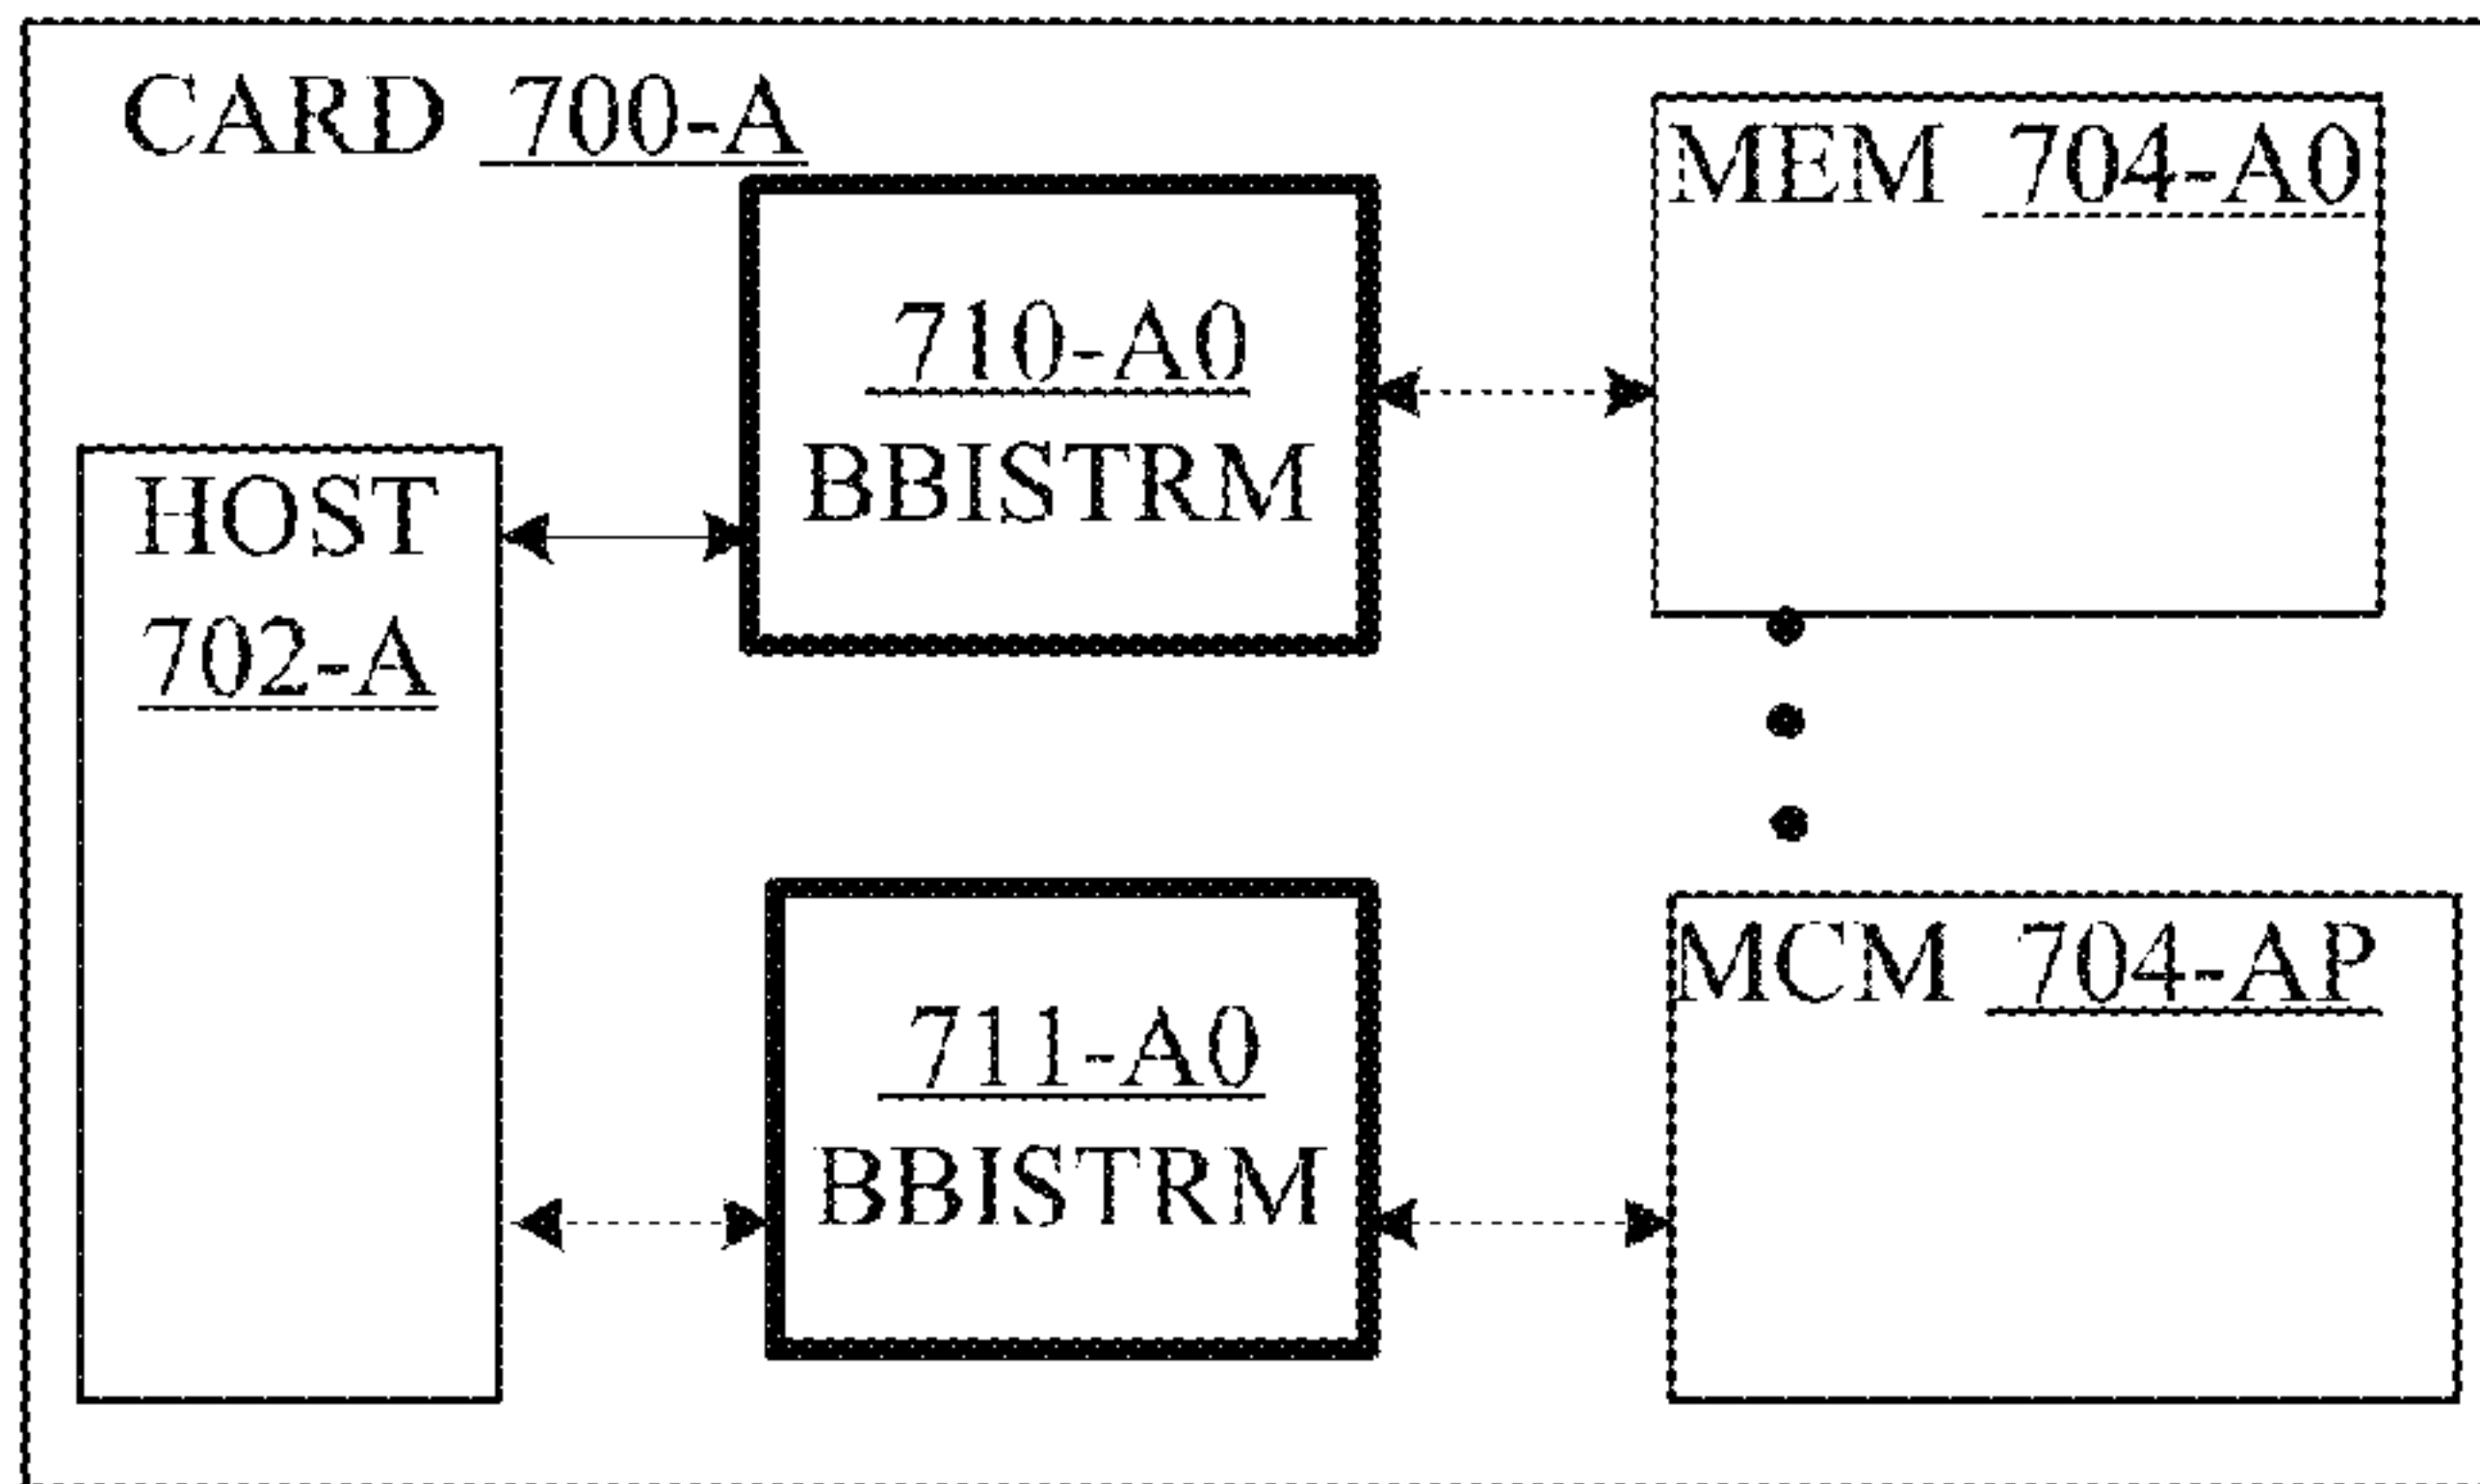 CARD 700-A
MEM 704-A0
710-A0
BBISTRM
HOST
702-A
MCM 704-AP
711-A0
BBISTRM